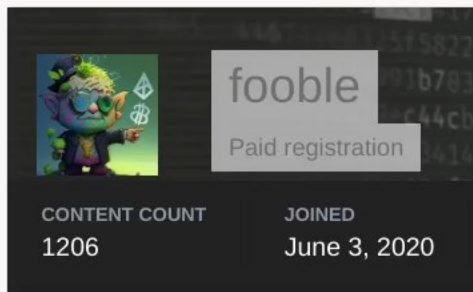 fooble
Paid registration
CONTENT COUNT
JOINED
1206
June 3, 2020